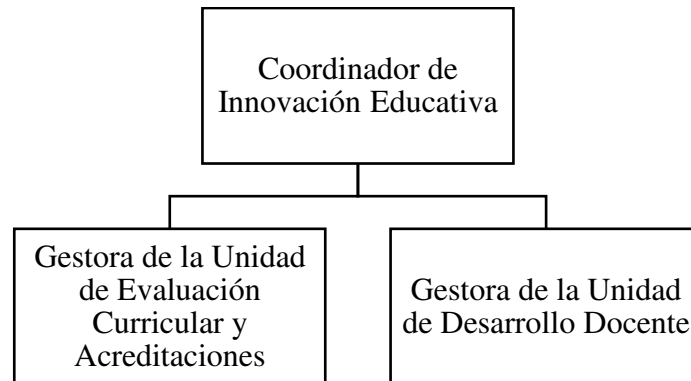 Coordinador de
Innovación Educativa
Gestora de la Unidad
de Evaluación
Curricular y
Acreditaciones
Gestora de la Unidad
de Desarrollo Docente